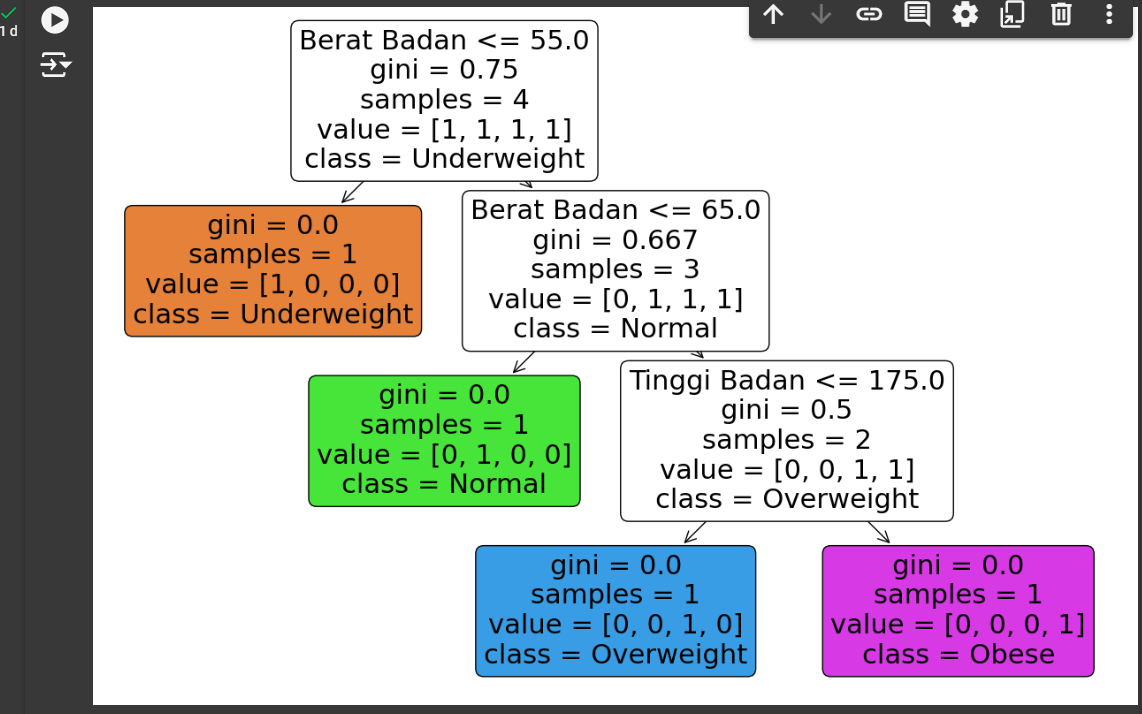 1 d
Berat Badan <= 55.0
gini = 0.75
samples = 4
value = [1, 1, 1, 1]
class = Underweight
gini = 0.0
samples = 1
value = [1, 0, 0, 0]
class = Underweight
Berat Badan <= 65.0
gini = 0.667
samples = 3
value = [0, 1, 1, 1]
class = Normal
gini = 0.0
samples = 1
value = [0, 1, 0, 0]
class = Normal
Tinggi Badan <= 175.0
gini = 0.5
samples = 2
value = [0, 0, 1, 1]
class = Overweight
gini = 0.0
samples = 1
value = [0, 0, 1, 0]
class = Overweight
gini = 0.0
samples = 1
value = [0, 0, 0, 1]
class = Obese